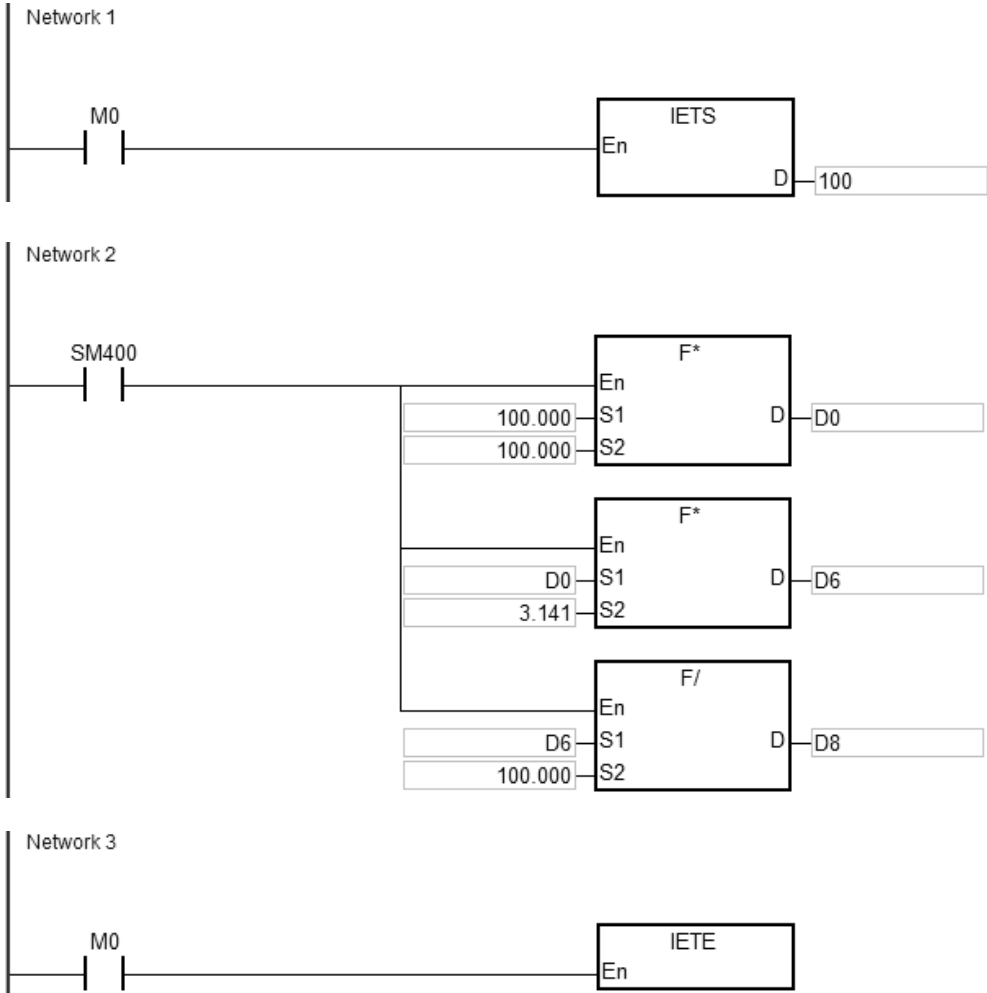 Network 1
M0
IETS
En
D 100
Network 2
SM400
F*
En
100.000 S1 D D0
100.000 S2
F*
En
D0 S1 D D6
3.141 S2
F/
En
D6 S1 D D8
100.000 S2
Network 3
M0
IETE
En